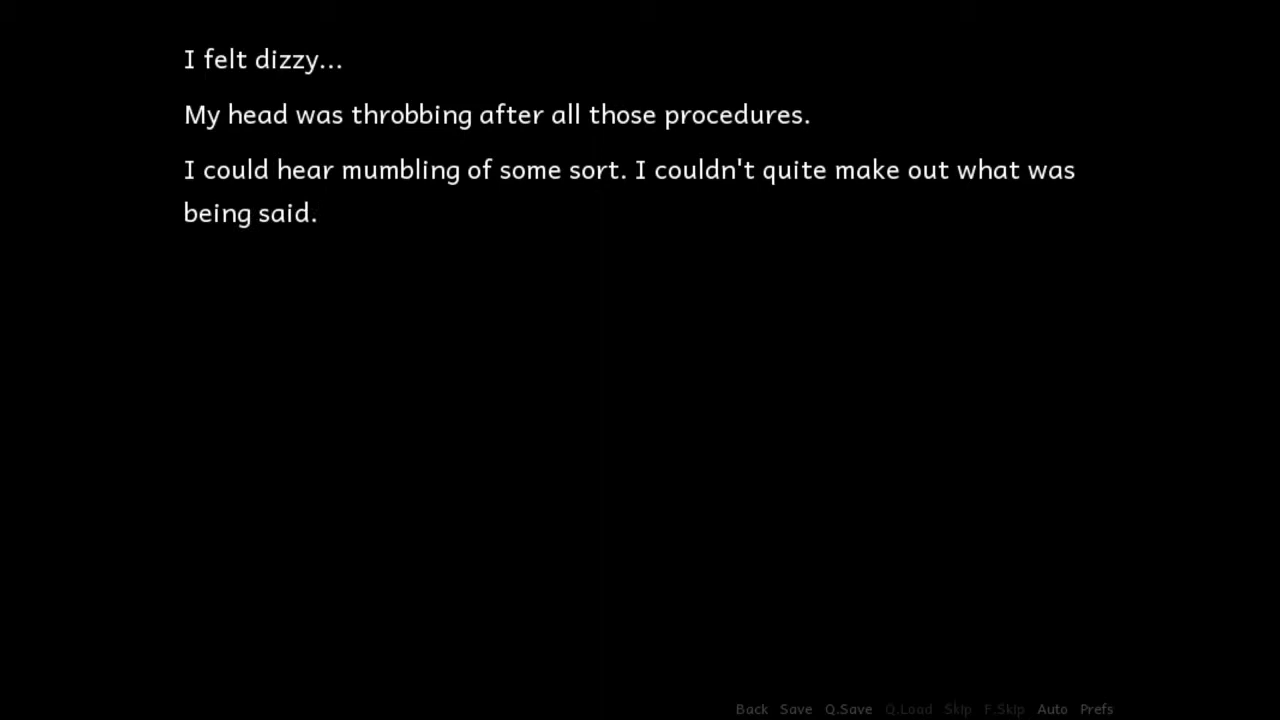 I felt dizzy...
My head was throbbing after all those procedures.
I could hear mumbling of some sort. I couldn't quite make out what was
being said.
Back Save Q.Save Q.Load Skip F.Skip Auto Prefs